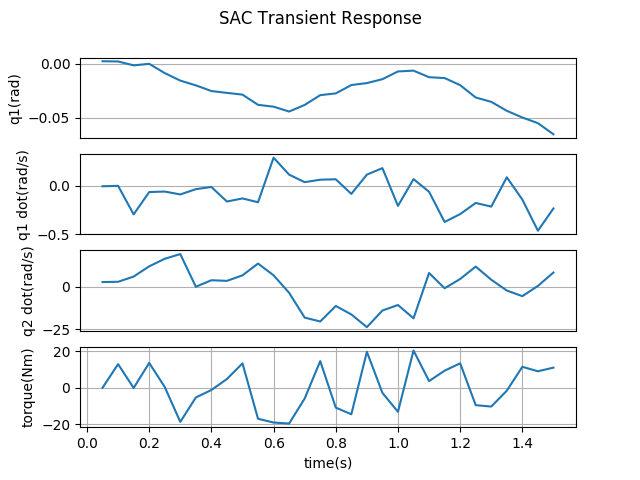 SAC Transient Response
q1(rad)
0.00
−0.05
q1 dot(rad/s)
0.0
−0.5
q2 dot(rad/s)
0
−25
torque(Nm)
20
0
−20
0.0 0.2 0.4 0.6 0.8 1.0 1.2 1.4
time(s)